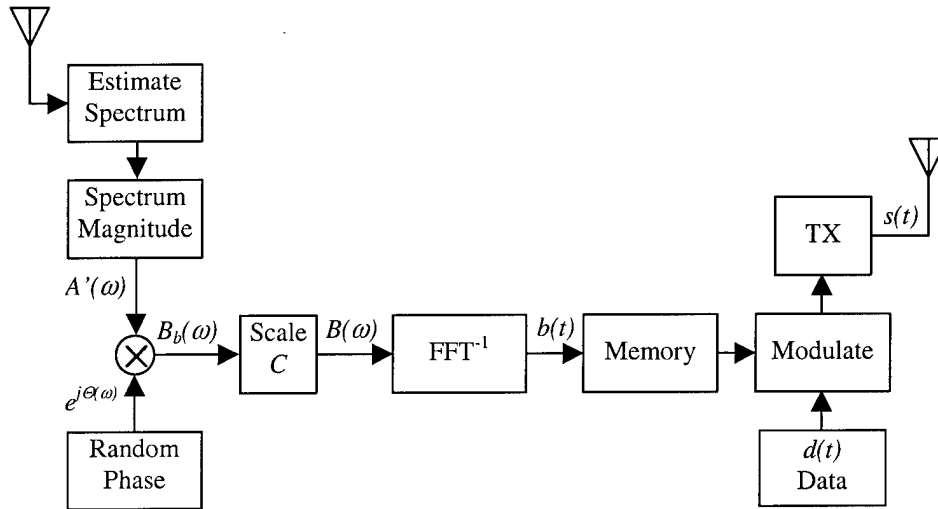 Estimate
Spectrum
Spectrum
Magnitude
A’(ω)
B_b(ω)
Scale
C
B(ω)
FFT⁻¹
b(t)
Memory
Modulate
TX
s(t)
e^{jΘ(ω)}
Random
Phase
d(t)
Data